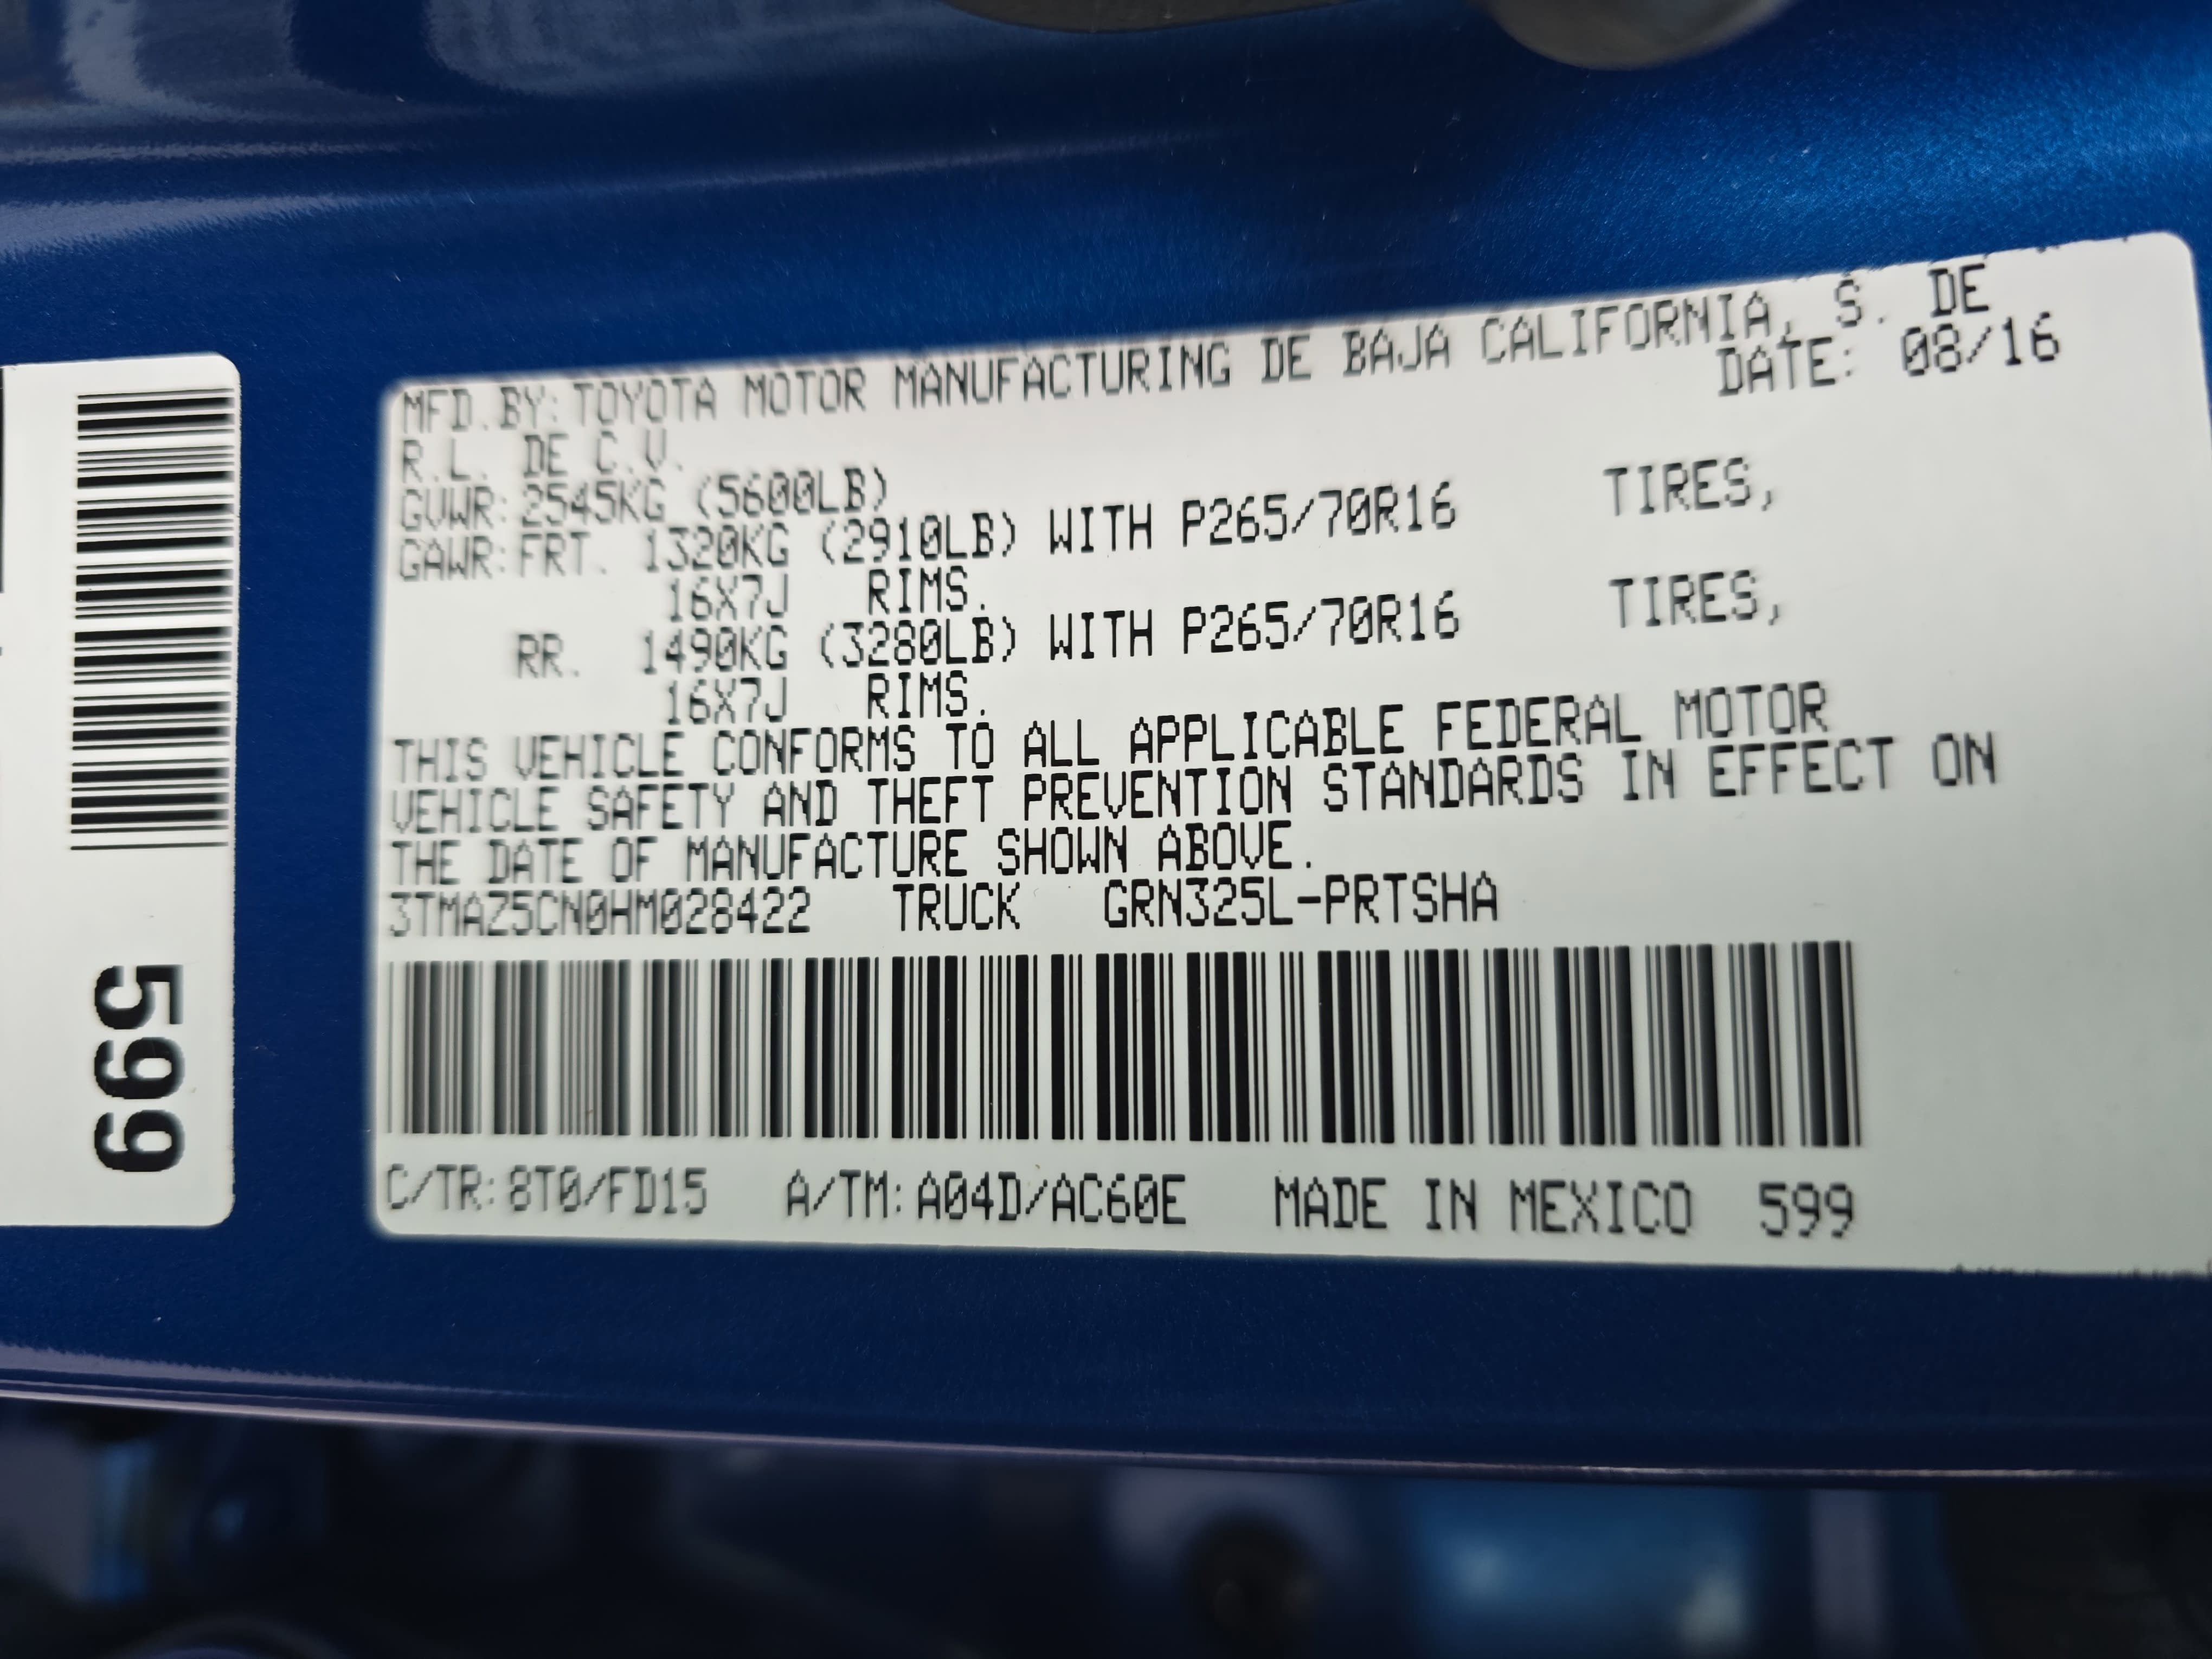 MFD.BY:TOYOTA MOTOR MANUFACTURING DE BAJA CALIFORNIA, S. DE
R.L. DE C.V.
DATE: 08/16
GVWR:2545KG (5600LB)
GAWR:FRT. 1320KG (2910LB) WITH P265/70R16 TIRES,
16X7J RIMS.
RR. 1490KG (3280LB) WITH P265/70R16 TIRES,
16X7J RIMS.
THIS VEHICLE CONFORMS TO ALL APPLICABLE FEDERAL MOTOR
VEHICLE SAFETY AND THEFT PREVENTION STANDARDS IN EFFECT ON
THE DATE OF MANUFACTURE SHOWN ABOVE.
3TMAZ5CN0HM028422 TRUCK GRN325L-PRTSHA
C/TR:8T0/FD15 A/TM:A04D/AC60E MADE IN MEXICO 599
599